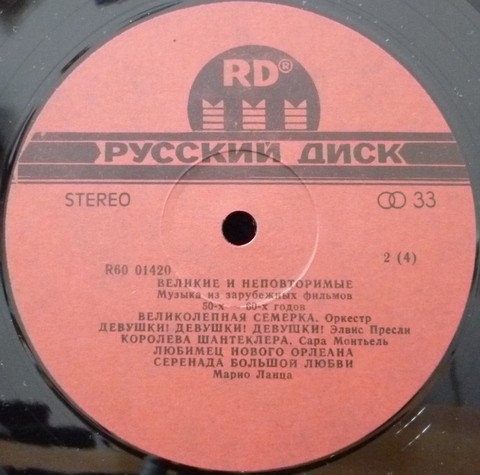 RD®
РУССКИЙ ДИСК
STEREO
33
R60 01420
2 (4)
ВЕЛИКИЕ И НЕПОВТОРИМЫЕ
Музыка из зарубежных фильмов
50-х — 60-х годов
ВЕЛИКОЛЕПНАЯ СЕМЕРКА. Оркестр
ДЕВУШКИ! ДЕВУШКИ! ДЕВУШКИ! Элвис Пресли
КОРОЛЕВА ШАНТЕКЛЕРА. Сара Монтьель
ЛЮБИМЕЦ НОВОГО ОРЛЕАНА
СЕРЕНАДА БОЛЬШОЙ ЛЮБВИ
Марио Ланца